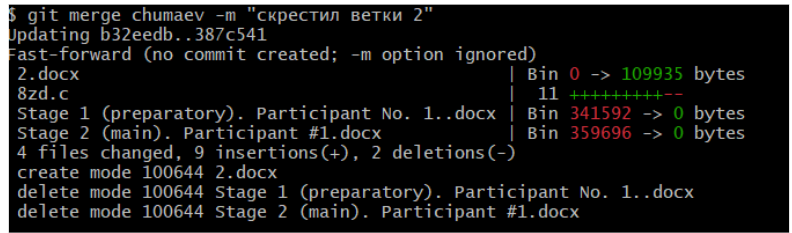 $ git merge chumaev -m "скрестил ветки 2"
Updating b32eedb..387c541
Fast-forward (no commit created; -m option ignored)
2.docx | Bin 0 -> 109935 bytes
8zd.c | 11 +++++++++--
Stage 1 (preparatory). Participant No. 1..docx | Bin 341592 -> 0 bytes
Stage 2 (main). Participant #1.docx | Bin 359696 -> 0 bytes
4 files changed, 9 insertions(+), 2 deletions(-)
create mode 100644 2.docx
delete mode 100644 Stage 1 (preparatory). Participant No. 1..docx
delete mode 100644 Stage 2 (main). Participant #1.docx